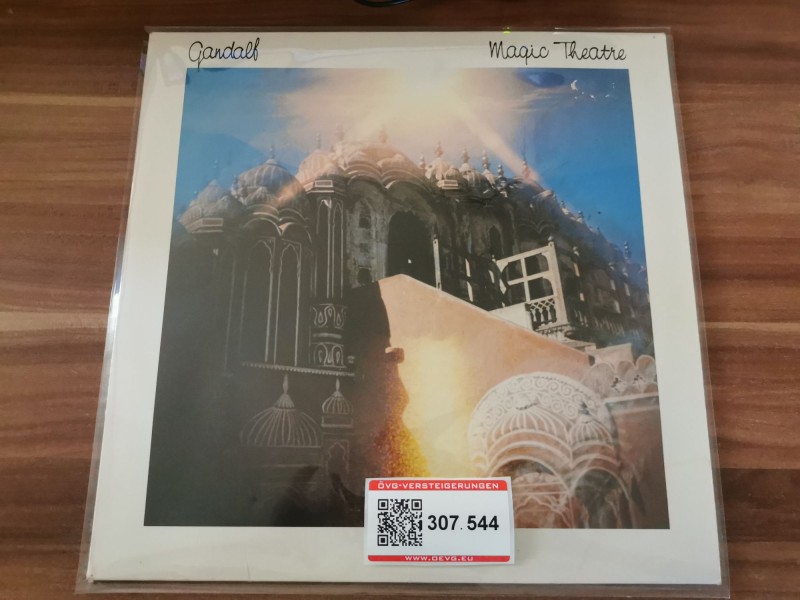 Gandalf Magic Theatre
ÖVG-VERSTEIGERUNGEN
307.544
WWW.OEVG.EU